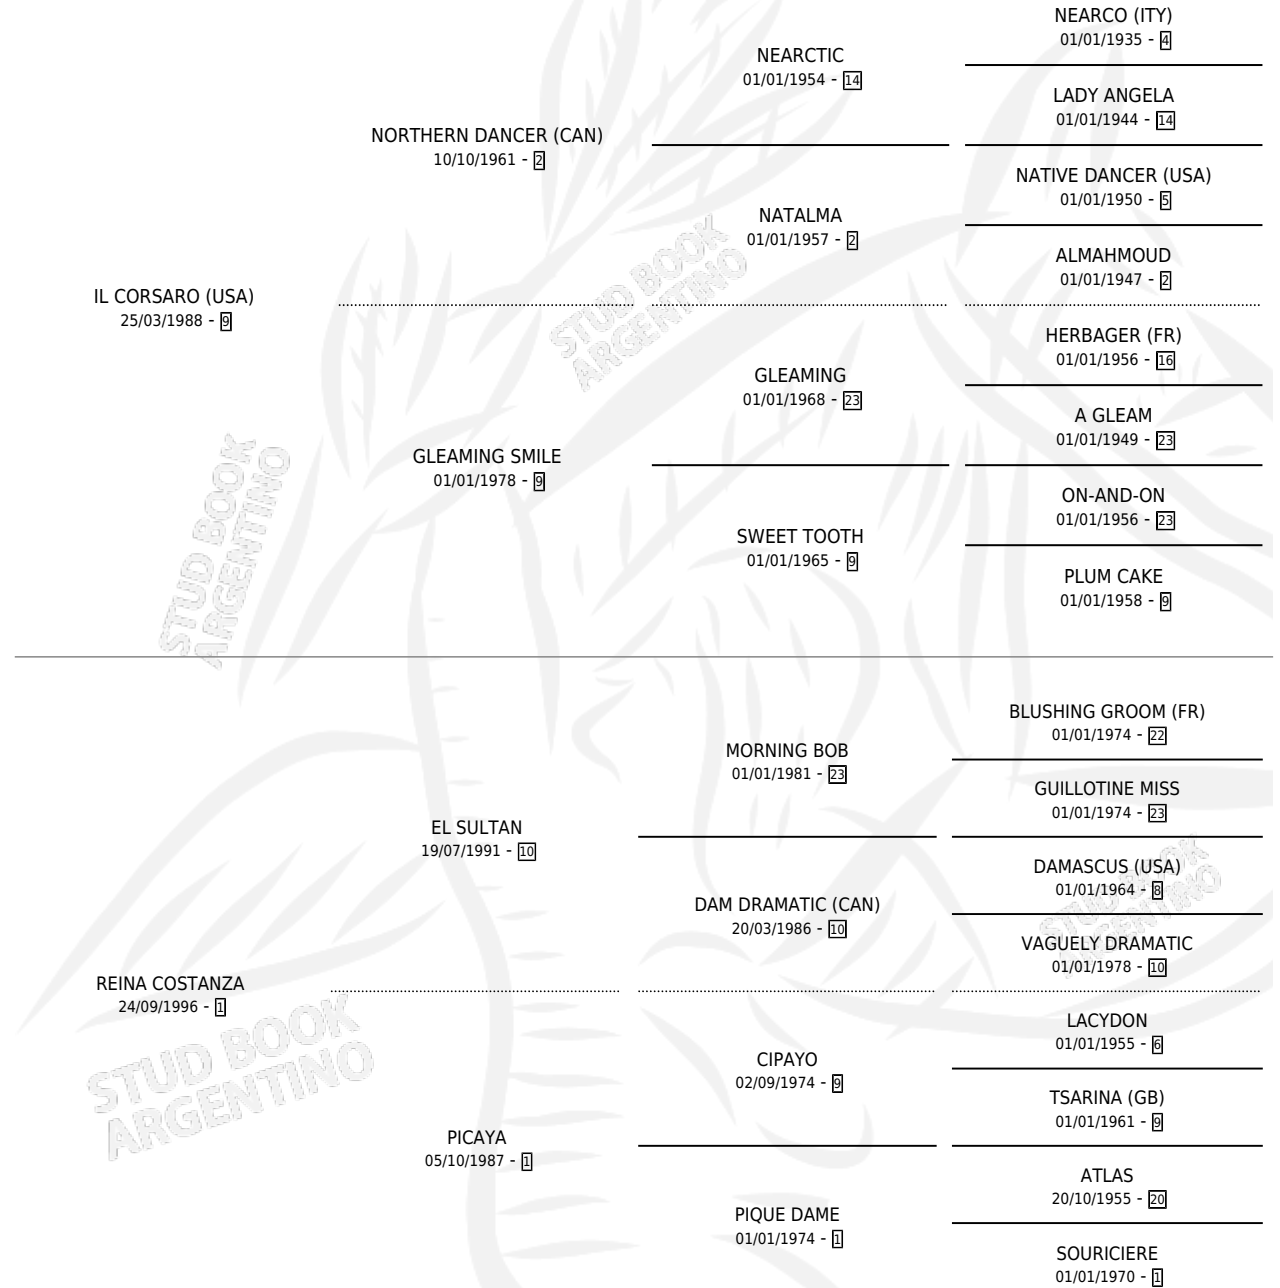 NEARCO (ITY)
01/01/1935 - 4
NEARCTIC
01/01/1954 - 14
LADY ANGELA
01/01/1944 - 14
NORTHERN DANCER (CAN)
10/10/1961 - 2
NATIVE DANCER (USA)
01/01/1950 - 5
NATALMA
01/01/1957 - 2
ALMAHMOUD
01/01/1947 - 2
IL CORSARO (USA)
25/03/1988 - 9
HERBAGER (FR)
01/01/1956 - 16
GLEAMING
01/01/1968 - 23
A GLEAM
01/01/1949 - 23
GLEAMING SMILE
01/01/1978 - 9
ON-AND-ON
01/01/1956 - 23
SWEET TOOTH
01/01/1965 - 9
PLUM CAKE
01/01/1958 - 9
STUD BOOK
ARGENTINO
STUD BOOK
ARGENTINO
BLUSHING GROOM (FR)
01/01/1974 - 22
MORNING BOB
01/01/1981 - 23
GUILLOTINE MISS
01/01/1974 - 23
EL SULTAN
19/07/1991 - 10
DAMASCUS (USA)
01/01/1964 - 8
DAM DRAMATIC (CAN)
20/03/1986 - 10
VAGUELY DRAMATIC
01/01/1978 - 10
REINA COSTANZA
24/09/1996 - 1
LACYDON
01/01/1955 - 6
CIPAYO
02/09/1974 - 9
TSARINA (GB)
01/01/1961 - 9
PICAYA
05/10/1987 - 1
ATLAS
20/10/1955 - 20
PIQUE DAME
01/01/1974 - 1
SOURICIERE
01/01/1970 - 1
STUD BOOK
ARGENTINO
STUD BOOK
ARGENTINO